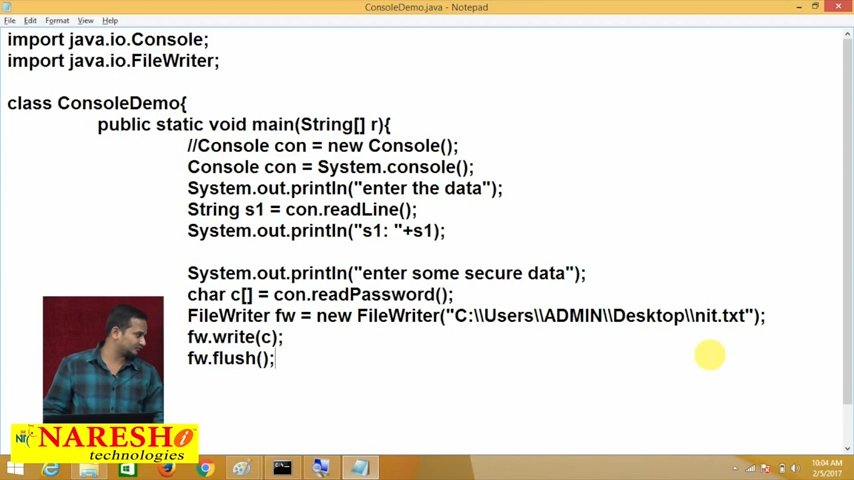 ConsoleDemo.java - Notepad
File Edit Format View Help
import java.io.Console;
import java.io.FileWriter;
class ConsoleDemo{
public static void main(String[] r){
//Console con = new Console();
Console con = System.console();
System.out.println("enter the data");
String s1 = con.readLine();
System.out.println("s1: "+s1);
System.out.println("enter some secure data");
char c[] = con.readPassword();
FileWriter fw = new FileWriter("C:\\Users\\ADMIN\\Desktop\\nit.txt");
fw.write(c);
fw.flush();
NARESH i
technologies
10:04 AM
2/5/2017